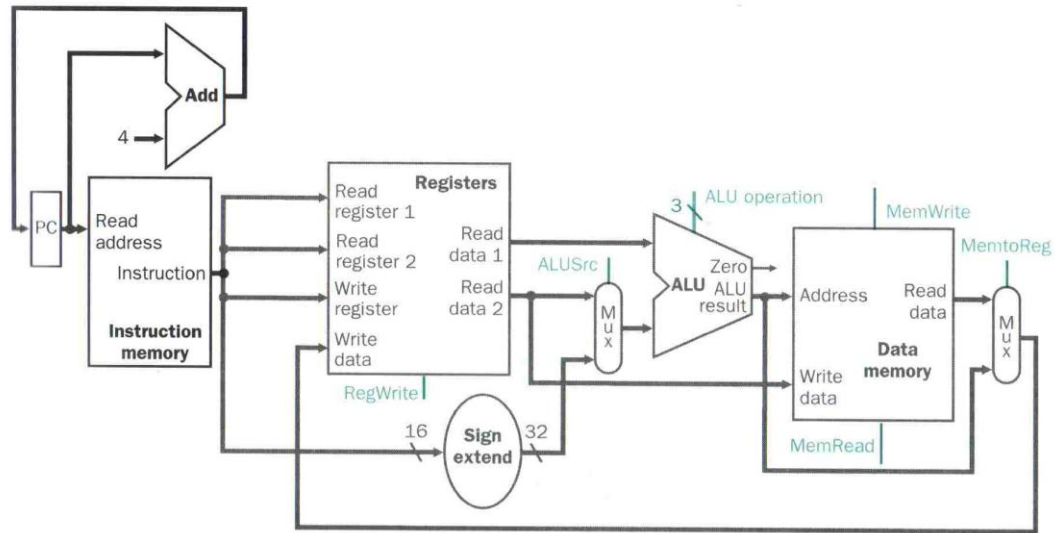 Add
4
PC
Read
address
Instruction
Instruction
memory
Registers
Read
register 1
Read
register 2
Write
register
Write
data
Read
data 1
Read
data 2
RegWrite
16
Sign
extend
32
ALUSrc
Mux
3
ALU operation
Zero
ALU
ALU
result
MemWrite
Address
Read
data
Data
memory
Write
data
MemRead
MemtoReg
Mux